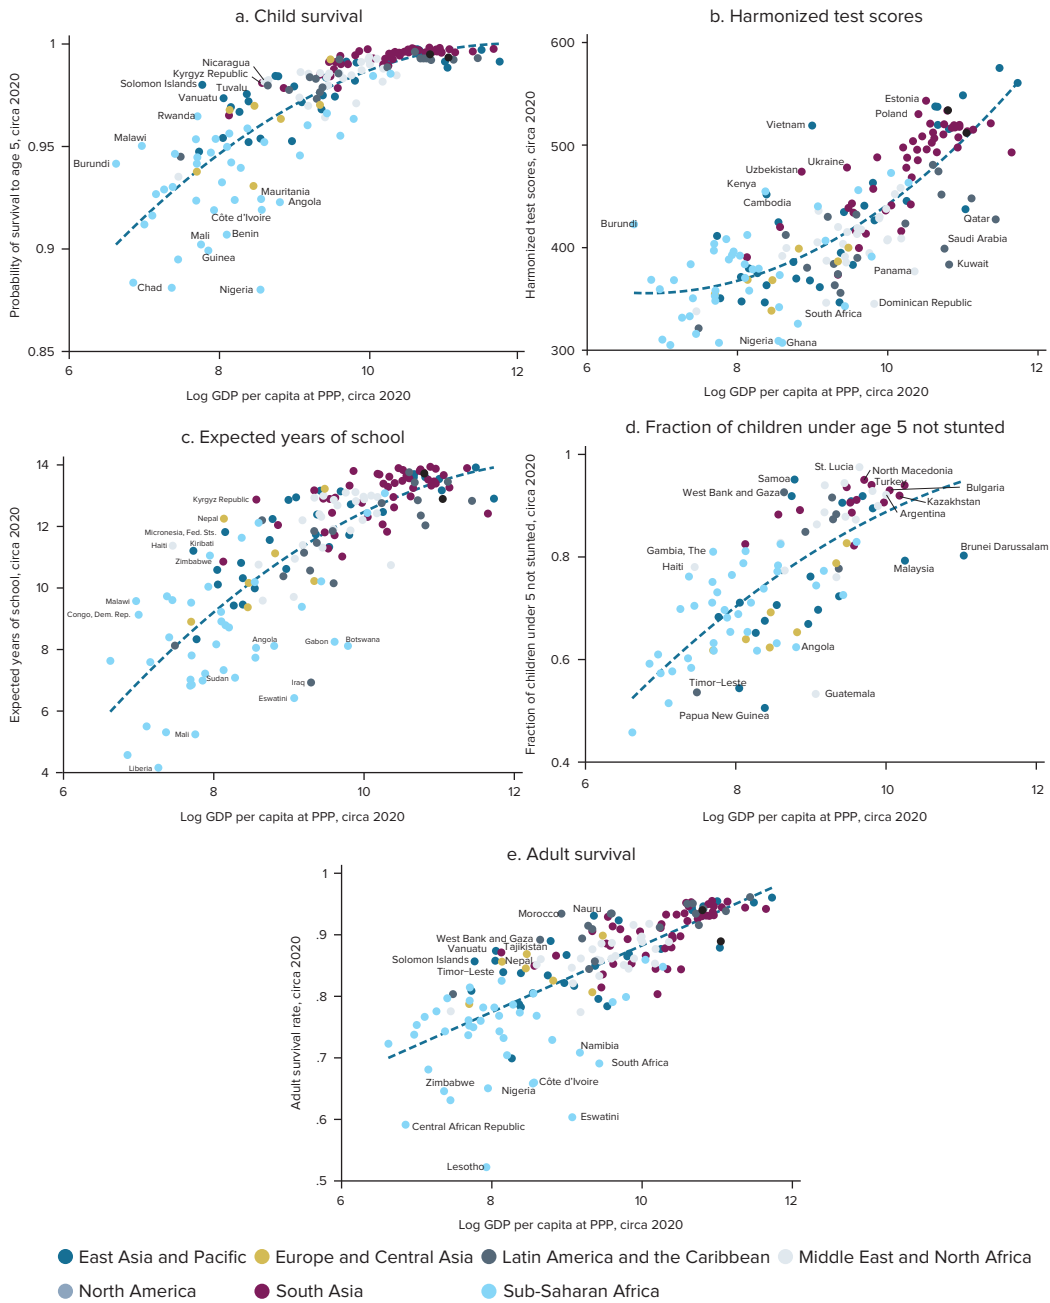 a. Child survival
Probability of survival to age 5, circa 2020
1
0.95
0.9
0.85
6
8
10
12
Log GDP per capita at PPP, circa 2020
Nicaragua
Kyrgyz Republic
Solomon Islands
Tuvalu
Vanuatu
Rwanda
Malawi
Burundi
Mauritania
Angola
Côte d'Ivoire
Mali
Benin
Guinea
Chad
Nigeria
b. Harmonized test scores
Harmonized test scores, circa 2020
600
500
400
300
6
8
10
12
Log GDP per capita at PPP, circa 2020
Estonia
Poland
Vietnam
Ukraine
Uzbekistan
Kenya
Cambodia
Burundi
Qatar
Saudi Arabia
Kuwait
Panama
Dominican Republic
South Africa
Nigeria
Ghana
c. Expected years of school
Expected years of school, circa 2020
14
12
10
8
6
4
6
8
10
12
Log GDP per capita at PPP, circa 2020
Kyrgyz Republic
Nepal
Micronesia, Fed. Sts.
Kiribati
Haiti
Zimbabwe
Malawi
Congo, Dem. Rep.
Angola
Gabon
Botswana
Sudan
Iraq
Eswatini
Mali
Liberia
d. Fraction of children under age 5 not stunted
Fraction of children under 5 not stunted, circa 2020
1
0.8
0.6
0.4
6
8
10
12
Log GDP per capita at PPP, circa 2020
St. Lucia
North Macedonia
Samoa
Turkey
Bulgaria
West Bank and Gaza
Kazakhstan
Argentina
Brunei Darussalam
Gambia, The
Haiti
Malaysia
Angola
Timor–Leste
Guatemala
Papua New Guinea
e. Adult survival
Adult survival rate, circa 2020
1
.9
.8
.7
.6
.5
6
8
10
12
Log GDP per capita at PPP, circa 2020
Morocco
Nauru
West Bank and Gaza
Vanuatu
Tajikistan
Solomon Islands
Nepal
Timor–Leste
Namibia
South Africa
Zimbabwe
Côte d'Ivoire
Nigeria
Eswatini
Central African Republic
Lesotho
East Asia and Pacific
Europe and Central Asia
Latin America and the Caribbean
Middle East and North Africa
North America
South Asia
Sub-Saharan Africa